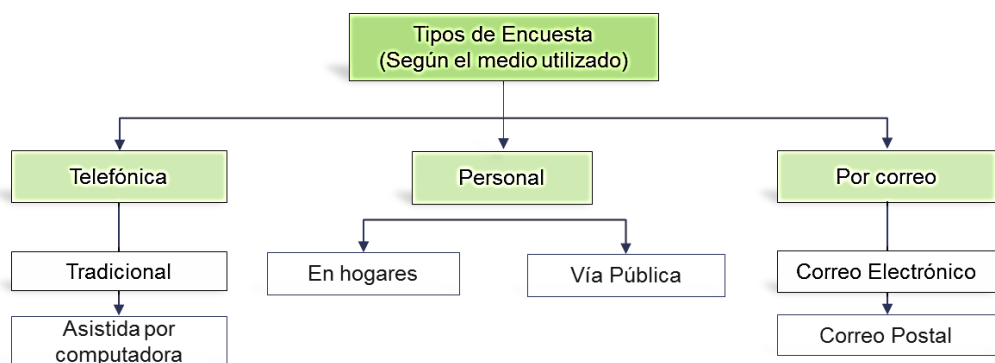 Tipos de Encuesta
(Según el medio utilizado)
Telefónica
Personal
Por correo
Tradicional
En hogares
Vía Pública
Correo Electrónico
Asistida por
computadora
Correo Postal